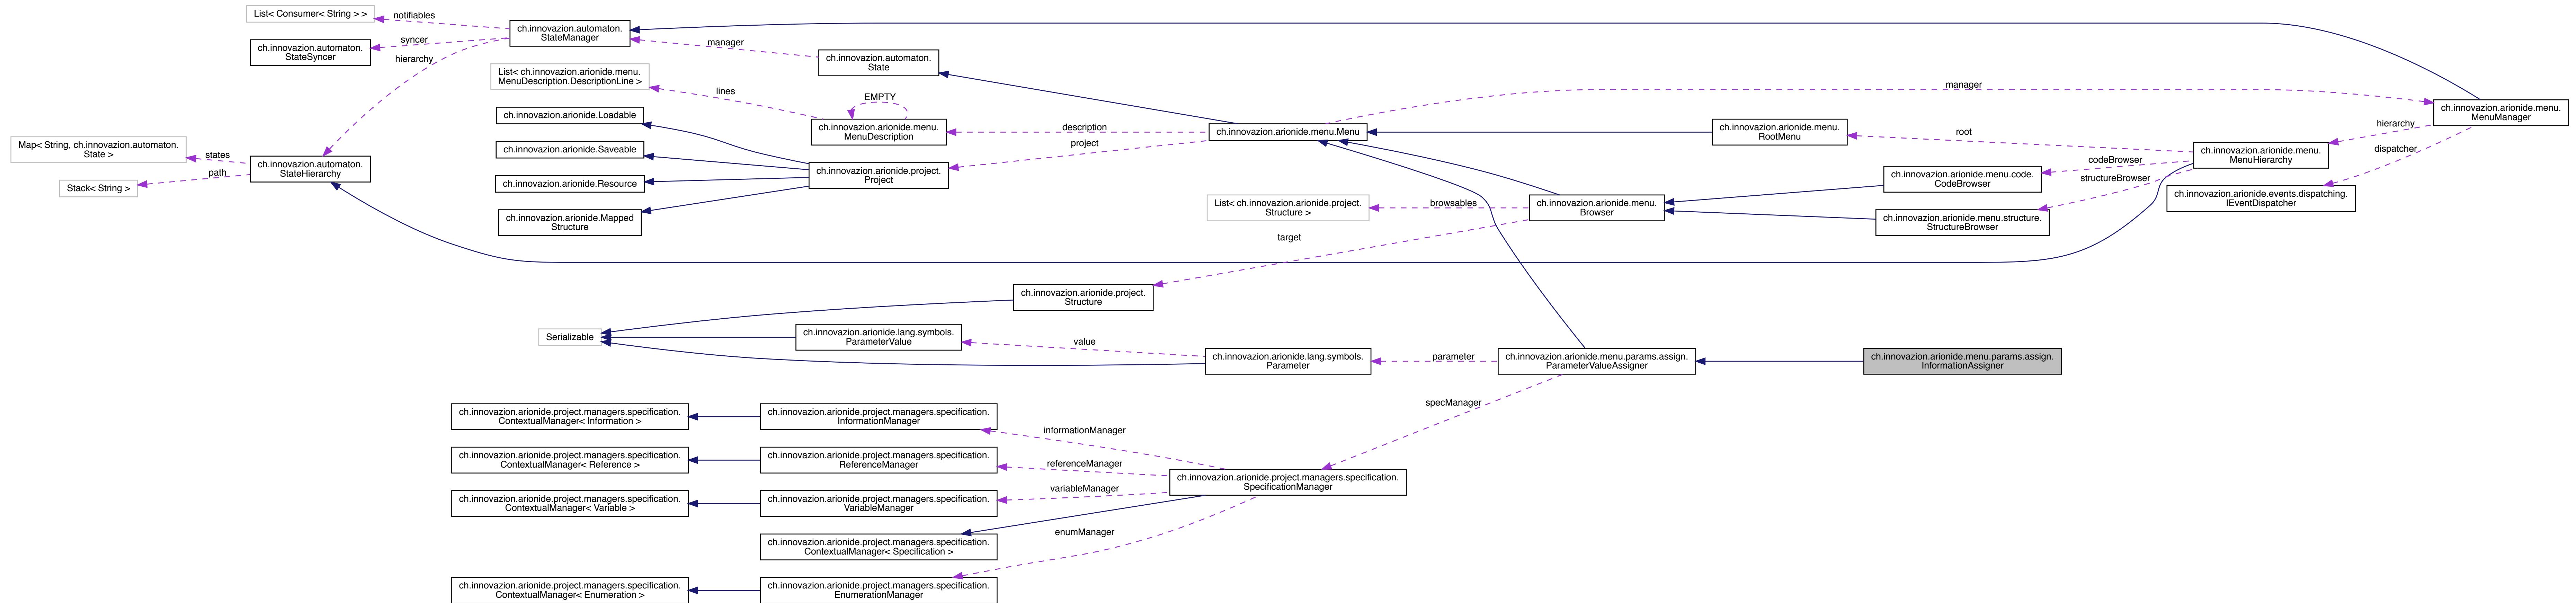 List< Consumer< String > >
notifiables
ch.innovazion.automaton.
StateManager
ch.innovazion.automaton.
StateSyncer
syncer
manager
ch.innovazion.automaton.
State
hierarchy
List< ch.innovazion.arionide.menu.
MenuDescription.DescriptionLine >
lines
EMPTY
manager
ch.innovazion.arionide.menu.
MenuManager
ch.innovazion.arionide.Loadable
ch.innovazion.arionide.menu.
MenuDescription
description
ch.innovazion.arionide.menu.Menu
ch.innovazion.arionide.menu.
RootMenu
root
hierarchy
Map< String, ch.innovazion.automaton.
State >
states
ch.innovazion.automaton.
StateHierarchy
ch.innovazion.arionide.Saveable
project
ch.innovazion.arionide.menu.
MenuHierarchy
dispatcher
codeBrowser
path
Stack< String >
ch.innovazion.arionide.Resource
ch.innovazion.arionide.project.
Project
ch.innovazion.arionide.menu.code.
CodeBrowser
structureBrowser
ch.innovazion.arionide.events.dispatching.
IEventDispatcher
ch.innovazion.arionide.Mapped
Structure
List< ch.innovazion.arionide.project.
Structure >
browsables
ch.innovazion.arionide.menu.
Browser
ch.innovazion.arionide.menu.structure.
StructureBrowser
target
ch.innovazion.arionide.project.
Structure
Serializable
ch.innovazion.arionide.lang.symbols.
ParameterValue
value
ch.innovazion.arionide.lang.symbols.
Parameter
parameter
ch.innovazion.arionide.menu.params.assign.
ParameterValueAssigner
ch.innovazion.arionide.menu.params.assign.
InformationAssigner
specManager
ch.innovazion.arionide.project.managers.specification.
ContextualManager< Information >
ch.innovazion.arionide.project.managers.specification.
InformationManager
informationManager
ch.innovazion.arionide.project.managers.specification.
ContextualManager< Reference >
ch.innovazion.arionide.project.managers.specification.
ReferenceManager
referenceManager
ch.innovazion.arionide.project.managers.specification.
SpecificationManager
ch.innovazion.arionide.project.managers.specification.
ContextualManager< Variable >
ch.innovazion.arionide.project.managers.specification.
VariableManager
variableManager
ch.innovazion.arionide.project.managers.specification.
ContextualManager< Specification >
enumManager
ch.innovazion.arionide.project.managers.specification.
ContextualManager< Enumeration >
ch.innovazion.arionide.project.managers.specification.
EnumerationManager